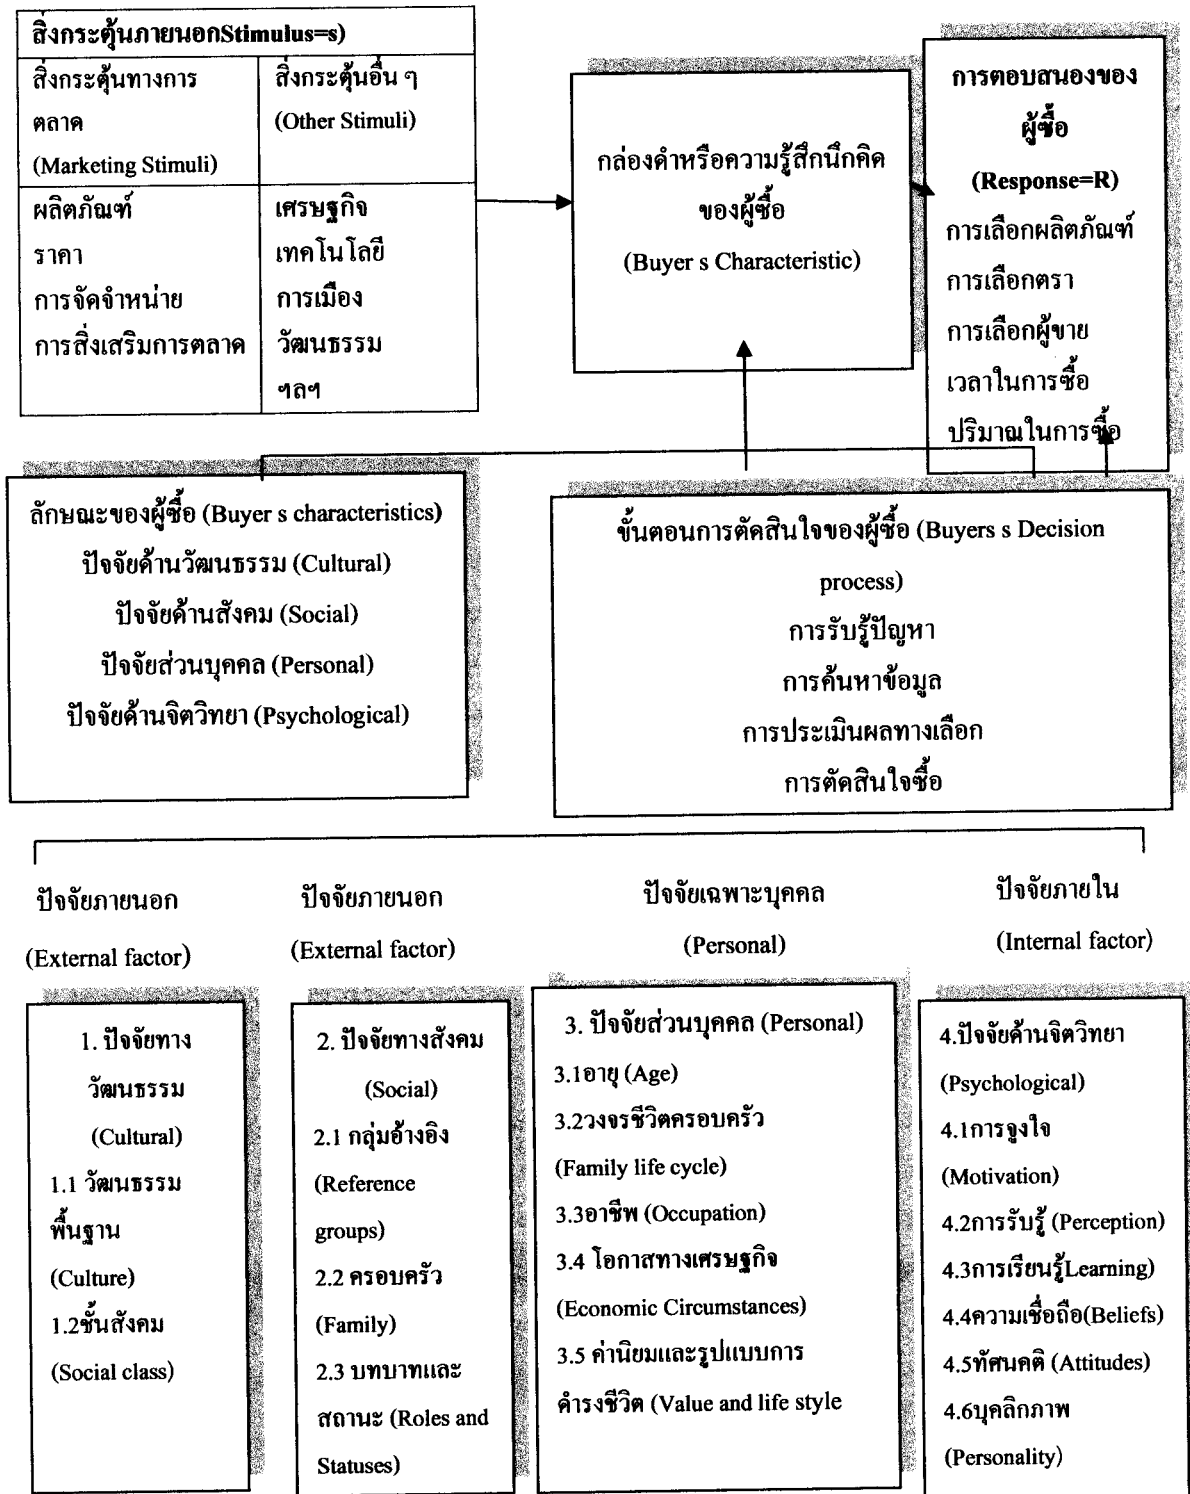 สิ่งกระตุ้นภายนอกStimulus=s)
สิ่งกระตุ้นทางการ
ตลาด
(Marketing Stimuli)
สิ่งกระตุ้นอื่น ๆ
(Other Stimuli)
ผลิตภัณฑ์
ราคา
การจัดจำหน่าย
การสิ่งเสริมการตลาด
เศรษฐกิจ
เทคโนโลยี
การเมือง
วัฒนธรรม
ฯลฯ
กล่องดำหรือความรู้สึกนึกคิด
ของผู้ซื้อ
(Buyer s Characteristic)
การตอบสนองของ
ผู้ซื้อ
(Response=R)
การเลือกผลิตภัณฑ์
การเลือกตรา
การเลือกผู้ขาย
เวลาในการซื้อ
ปริมาณในการซื้อ
ลักษณะของผู้ซื้อ (Buyer s characteristics)
ปัจจัยด้านวัฒนธรรม (Cultural)
ปัจจัยด้านสังคม (Social)
ปัจจัยส่วนบุคคล (Personal)
ปัจจัยด้านจิตวิทยา (Psychological)
ขั้นตอนการตัดสินใจของผู้ซื้อ (Buyers s Decision
process)
การรับรู้ปัญหา
การค้นหาข้อมูล
การประเมินผลทางเลือก
การตัดสินใจซื้อ
ปัจจัยภายนอก
(External factor)
ปัจจัยภายนอก
(External factor)
ปัจจัยเฉพาะบุคคล
(Personal)
ปัจจัยภายใน
(Internal factor)
1. ปัจจัยทาง
วัฒนธรรม
(Cultural)
1.1 วัฒนธรรม
พื้นฐาน
(Culture)
1.2ชั้นสังคม
(Social class)
2. ปัจจัยทางสังคม
(Social)
2.1 กลุ่มอ้างอิง
(Reference
groups)
2.2 ครอบครัว
(Family)
2.3 บทบาทและ
สถานะ (Roles and
Statuses)
3. ปัจจัยส่วนบุคคล (Personal)
3.1อายุ (Age)
3.2วงจรชีวิตครอบครัว
(Family life cycle)
3.3อาชีพ (Occupation)
3.4 โอกาสทางเศรษฐกิจ
(Economic Circumstances)
3.5 ค่านิยมและรูปแบบการ
ดำรงชีวิต (Value and life style
4.ปัจจัยด้านจิตวิทยา
(Psychological)
4.1การจูงใจ
(Motivation)
4.2การรับรู้ (Perception)
4.3การเรียนรู้Learning)
4.4ความเชื่อถือ(Beliefs)
4.5ทัศนคติ (Attitudes)
4.6บุคลิกภาพ
(Personality)